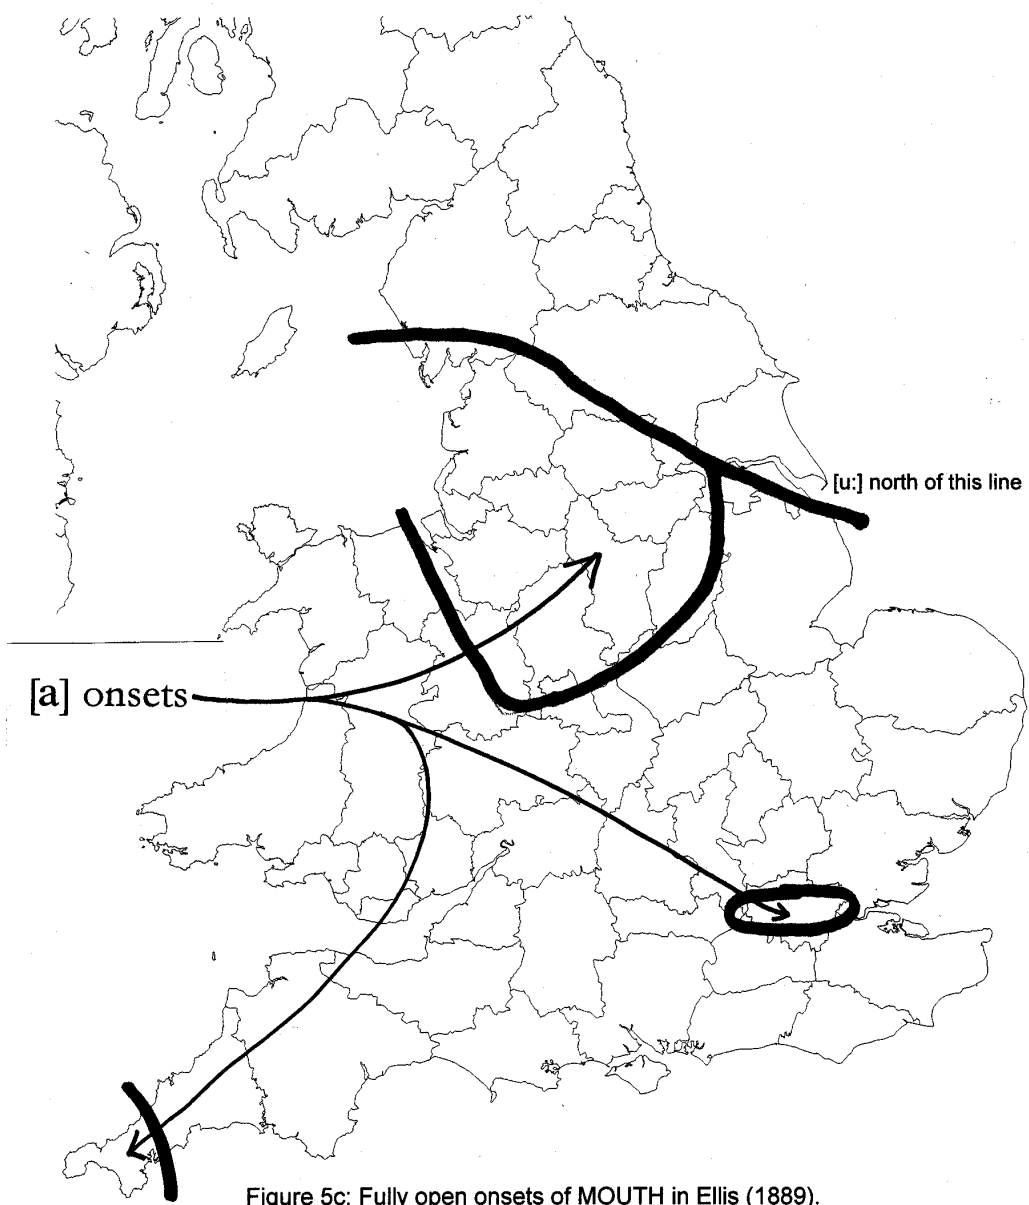 [u:] north of this line
[a] onsets
Figure 5c: Fully open onsets of MOUTH in Ellis (1889).